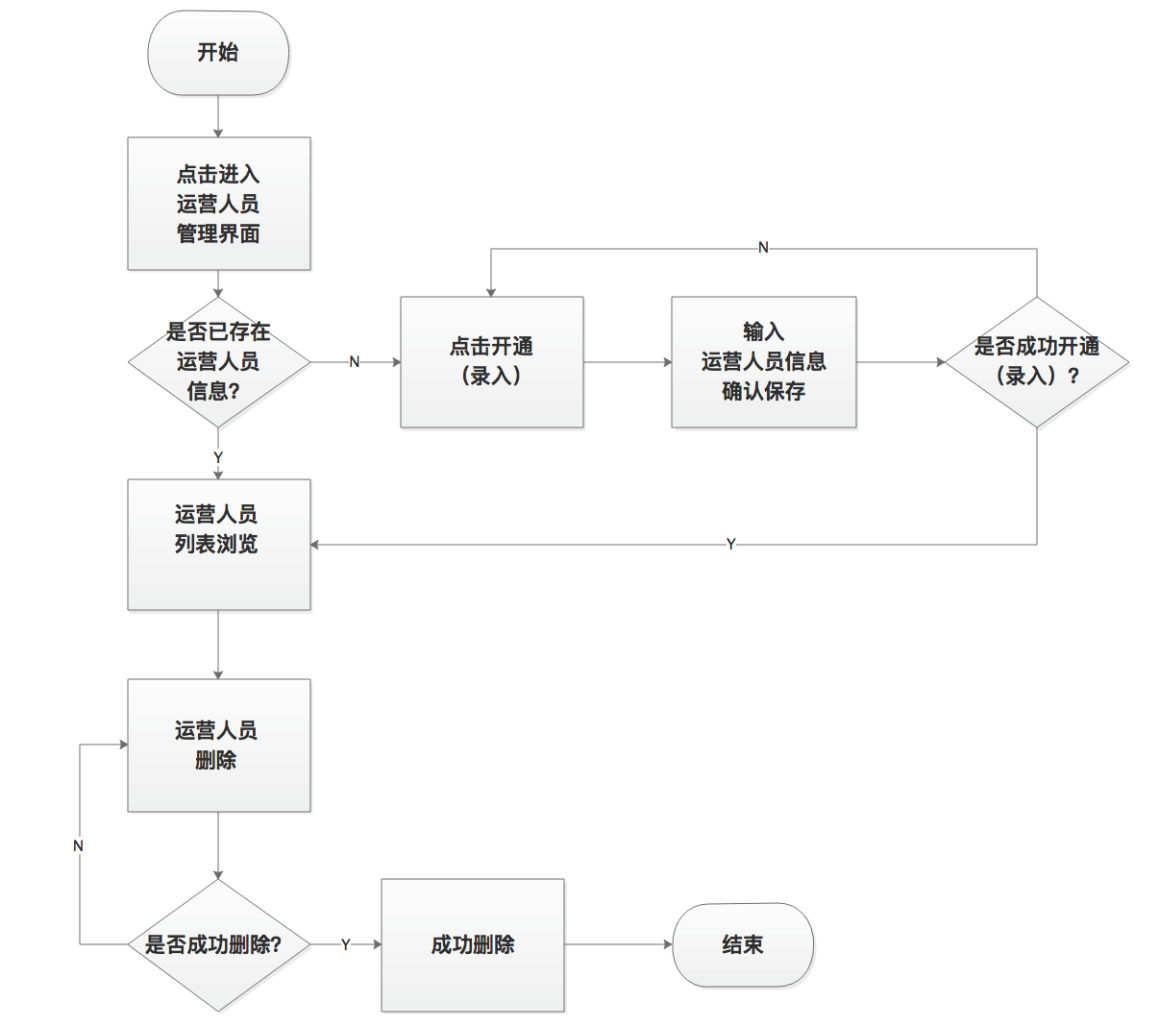 开始
点击进入
运营人员
管理界面
N
是否已存在
运营人员
信息?
N
点击开通
（录入）
输入
运营人员信息
确认保存
是否成功开通
（录入）?
Y
运营人员
列表浏览
Y
运营人员
删除
N
是否成功删除?
Y
成功删除
结束